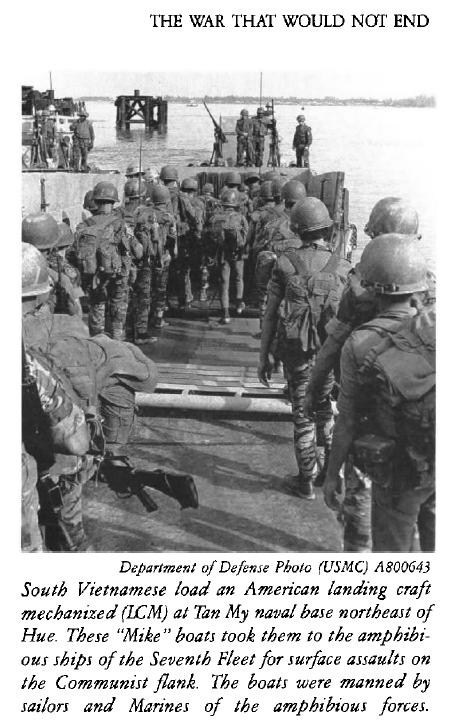 THE WAR THAT WOULD NOT END
Department of Defense Photo (USMC) A800643
South Vietnamese load an American landing craft
mechanized (LCM) at Tan My naval base northeast of
Hue. These "Mike" boats took them to the amphibi-
ous ships of the Seventh Fleet for surface assaults on
the Communist flank. The boats were manned by
sailors and Marines of the amphibious forces.